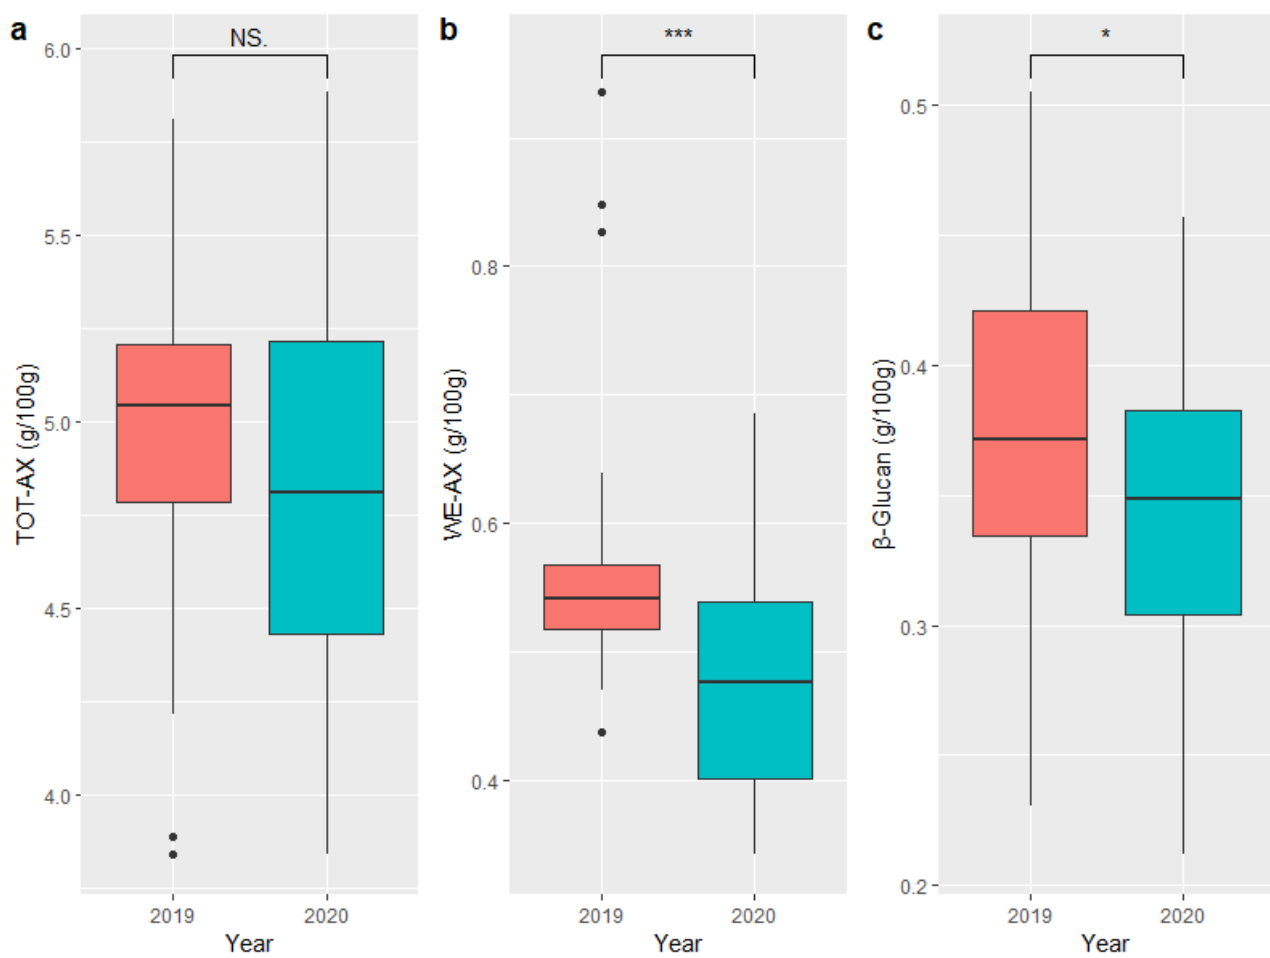 a
NS.
TOT-AX (g/100g)
6.0
5.5
5.0
4.5
4.0
2019
2020
Year
b
***
WE-AX (g/100g)
0.8
0.6
0.4
2019
2020
Year
c
*
β-Glucan (g/100g)
0.5
0.4
0.3
0.2
2019
2020
Year